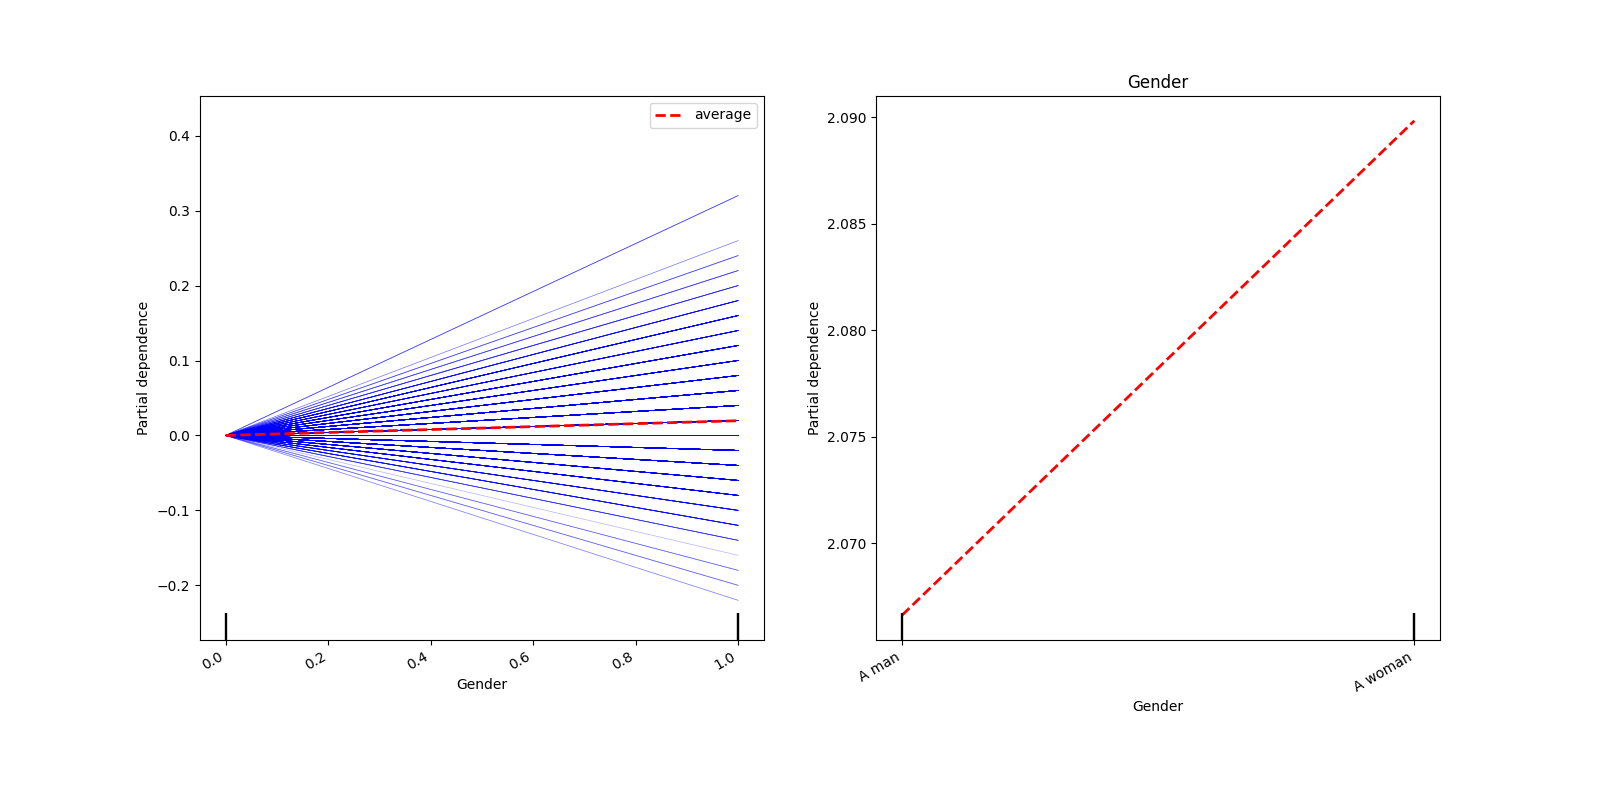 average
0.4
0.3
0.2
0.1
0.0
−0.1
−0.2
Partial dependence
0.0
0.2
0.4
0.6
0.8
1.0
Gender
Gender
2.090
2.085
2.080
2.075
2.070
Partial dependence
A man
A woman
Gender